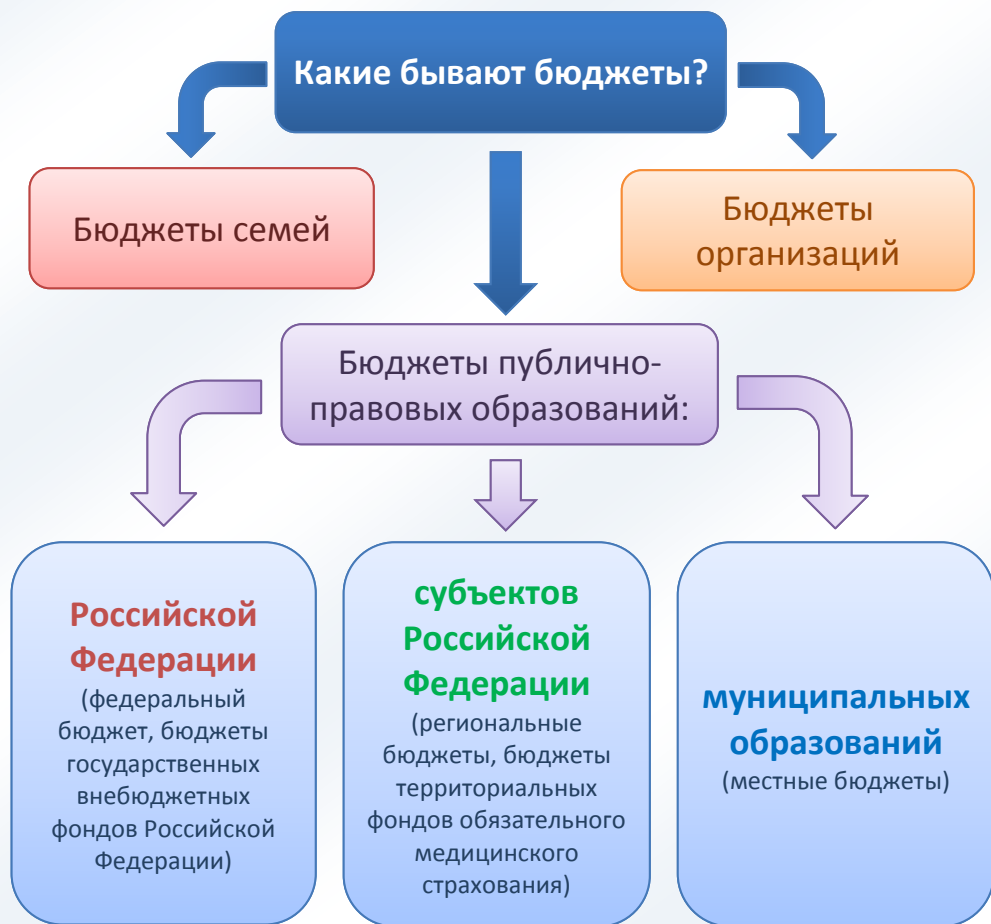 Какие бывают бюджеты?
Бюджеты семей
Бюджеты
организаций
Бюджеты публично-
правовых образований:
Российской
Федерации
(федеральный
бюджет, бюджеты
государственных
внебюджетных
фондов Российской
Федерации)
субъектов
Российской
Федерации
(региональные
бюджеты, бюджеты
территориальных
фондов обязательного
медицинского
страхования)
муниципальных
образований
(местные бюджеты)